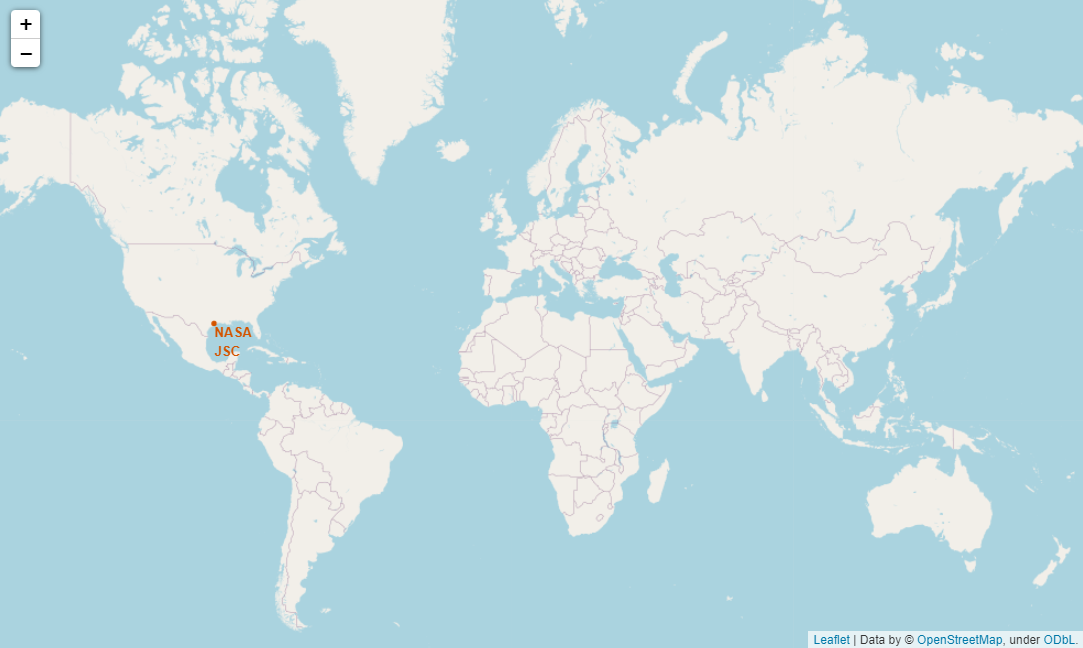 +
−
NASA
JSC
Leaflet | Data by © OpenStreetMap, under ODbL.